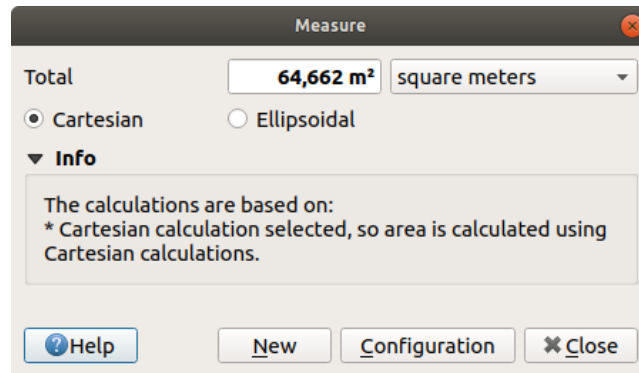 Measure
Total 64,662 m² square meters
Cartesian Ellipsoidal
Info
The calculations are based on:
* Cartesian calculation selected, so area is calculated using
Cartesian calculations.
Help New Configuration Close